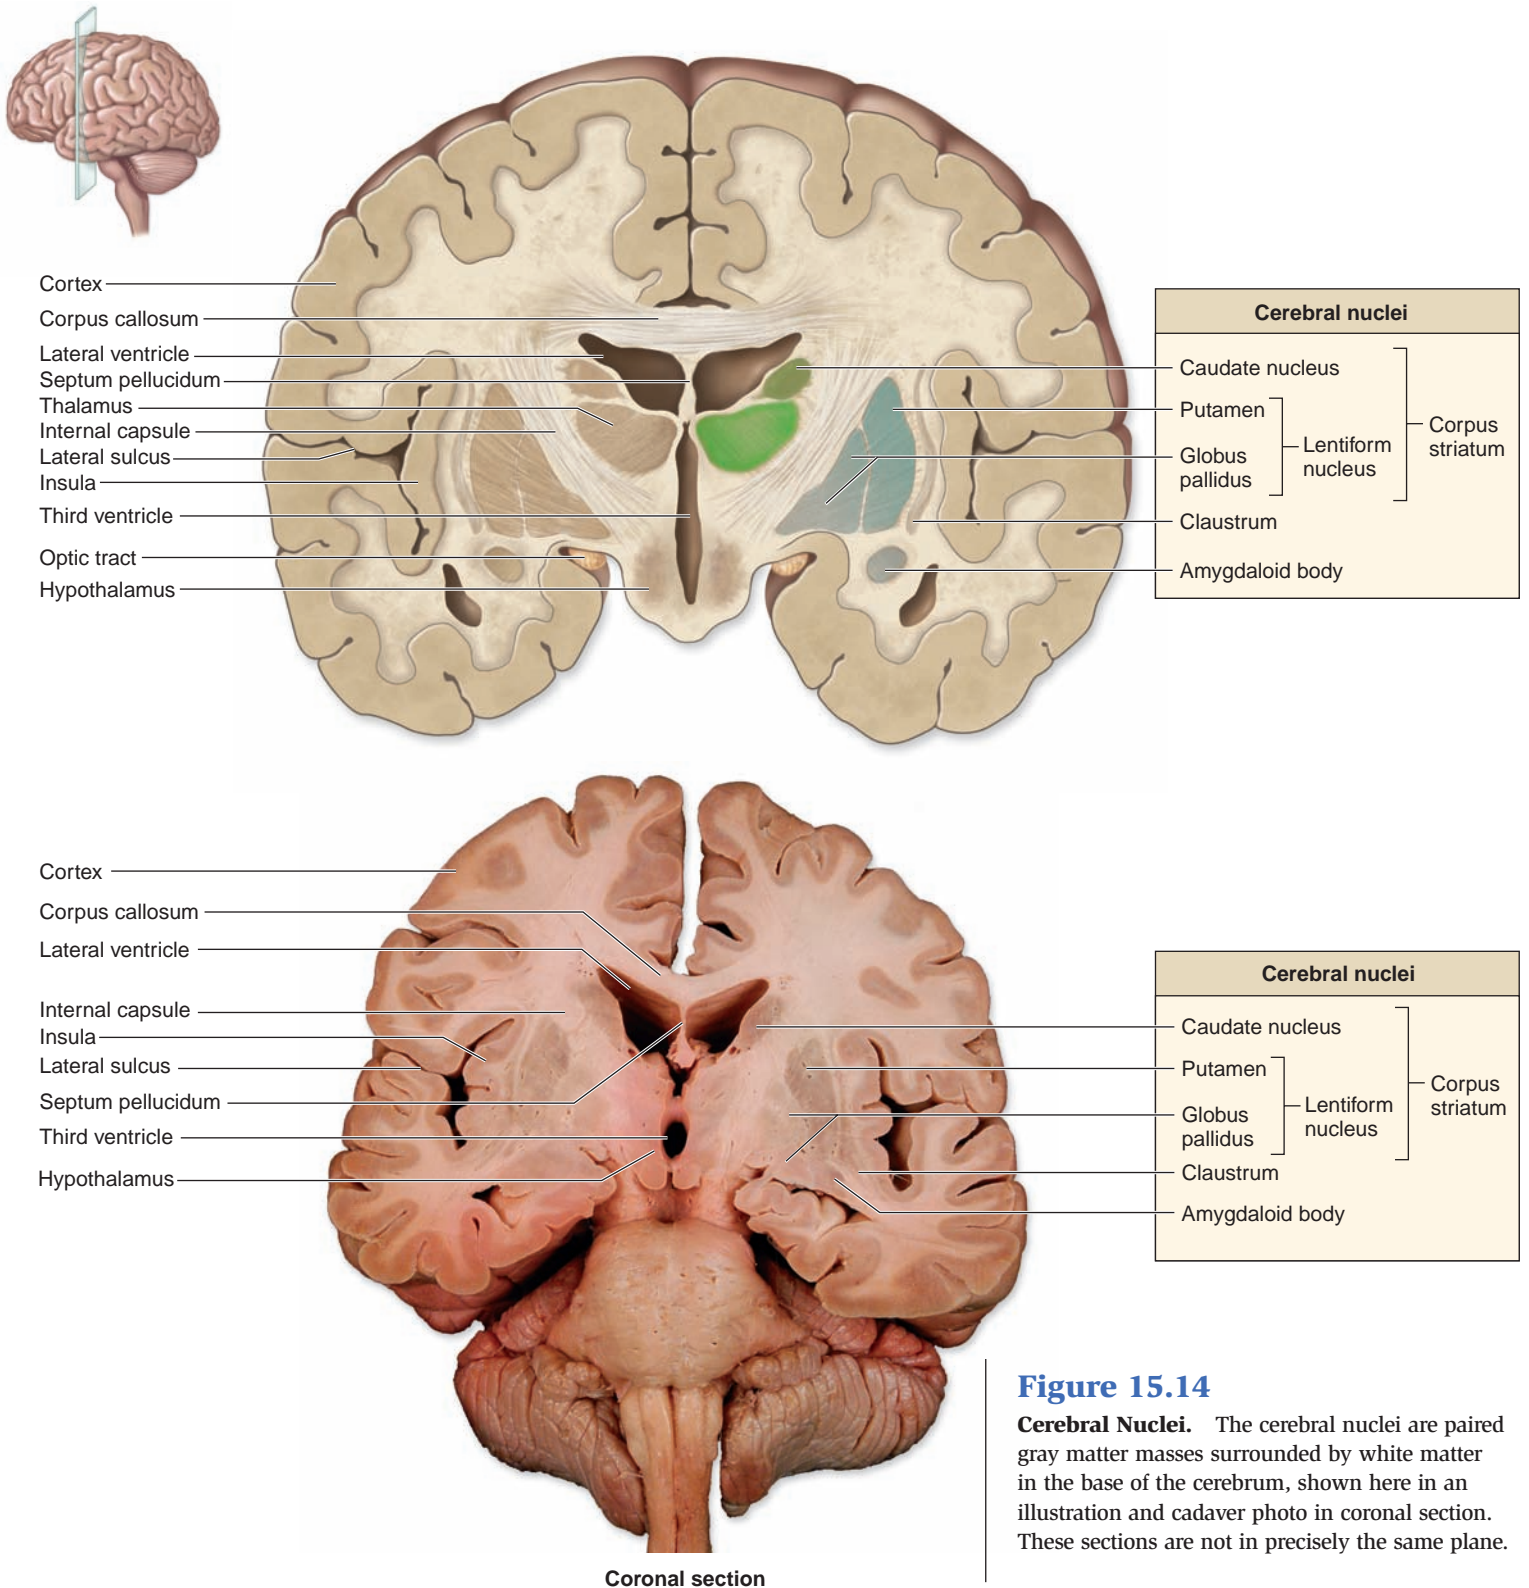 Cortex
Corpus callosum
Lateral ventricle
Septum pellucidum
Thalamus
Internal capsule
Lateral sulcus
Insula
Third ventricle
Optic tract
Hypothalamus
Cerebral nuclei
Caudate nucleus
Putamen
Globus
pallidus
Lentiform
nucleus
Corpus
striatum
Claustrum
Amygdaloid body
Cortex
Corpus callosum
Lateral ventricle
Internal capsule
Insula
Lateral sulcus
Septum pellucidum
Third ventricle
Hypothalamus
Cerebral nuclei
Caudate nucleus
Putamen
Globus
pallidus
Lentiform
nucleus
Corpus
striatum
Claustrum
Amygdaloid body
Coronal section
Figure 15.14
Cerebral Nuclei. The cerebral nuclei are paired
gray matter masses surrounded by white matter
in the base of the cerebrum, shown here in an
illustration and cadaver photo in coronal section.
These sections are not in precisely the same plane.